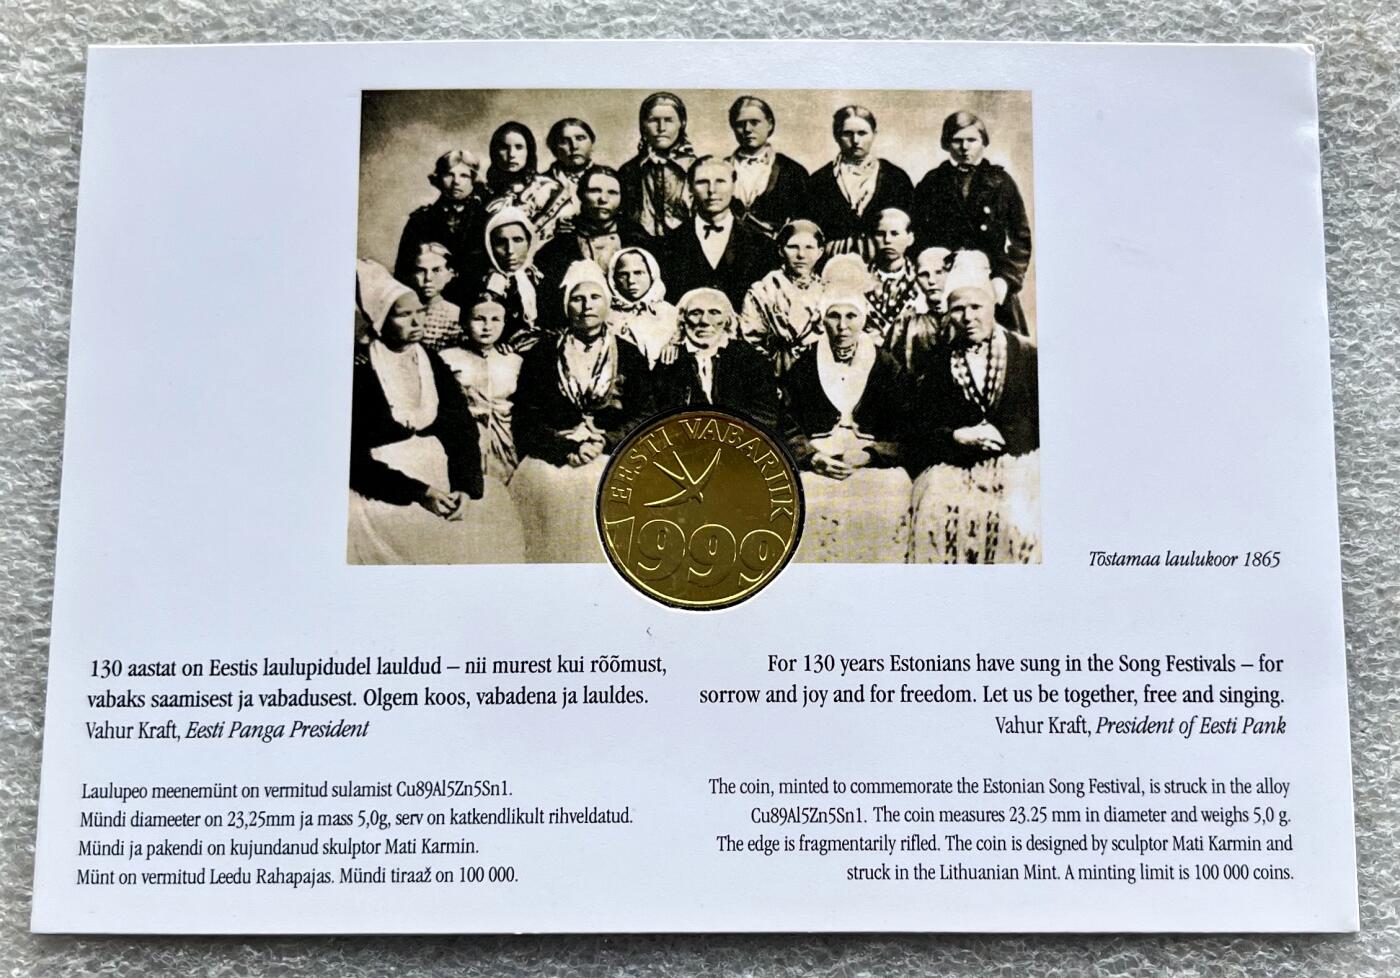 EESTI VABARIIK
1999
Tõstamaa laulukoor 1865
130 aastat on Eestis laulupidudel lauldud – nii murest kui rõõmust,
vabaks saamisest ja vabadusest. Olgem koos, vabadena ja lauldes.
Vahur Kraft, Eesti Panga President
Laulupeo meenemünt on vermitud sulamist Cu89Al5Zn5Sn1.
Mündi diameeter on 23,25mm ja mass 5,0g, serv on katkendlikult rihveldatud.
Mündi ja pakendi on kujundanud skulptor Mati Karmin.
Münt on vermitud Leedu Rahapajas. Mündi tiraaž on 100 000.
For 130 years Estonians have sung in the Song Festivals – for
sorrow and joy and for freedom. Let us be together, free and singing.
Vahur Kraft, President of Eesti Pank
The coin, minted to commemorate the Estonian Song Festival, is struck in the alloy
Cu89Al5Zn5Sn1. The coin measures 23.25 mm in diameter and weighs 5,0 g.
The edge is fragmentarily rifled. The coin is designed by sculptor Mati Karmin and
struck in the Lithuanian Mint. A minting limit is 100 000 coins.